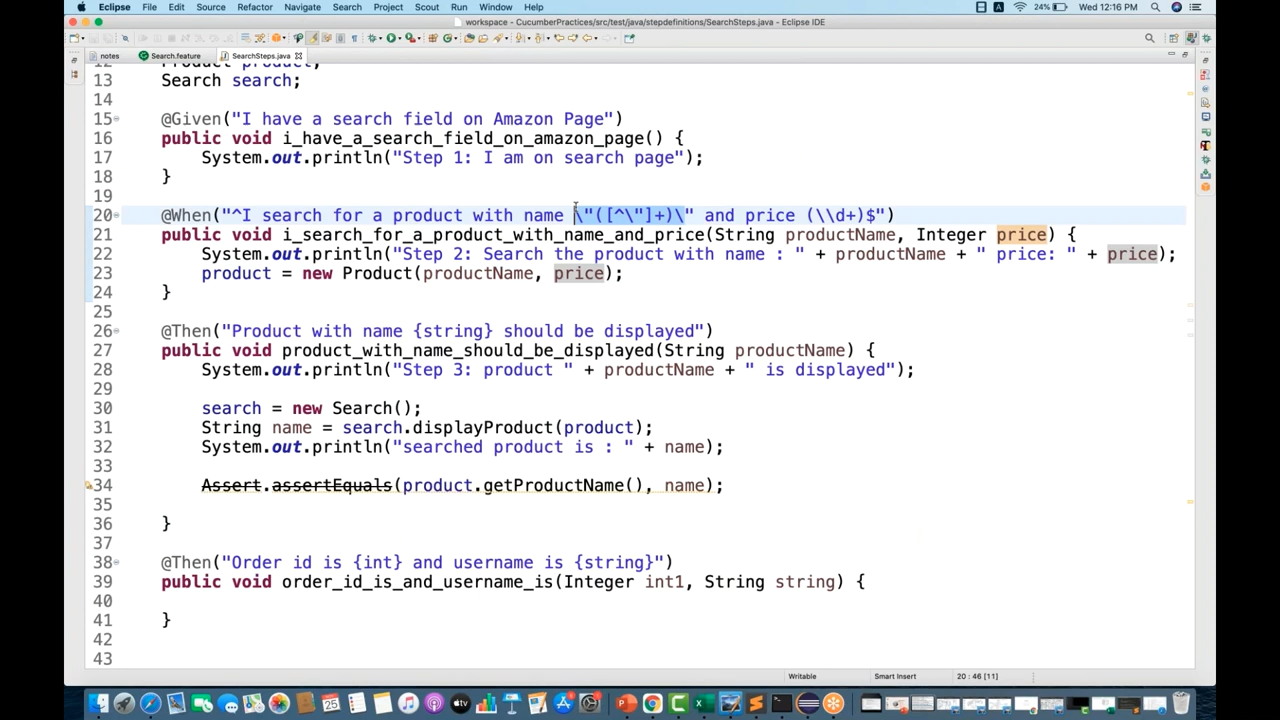 Eclipse File Edit Source Refactor Navigate Search Project Scout Run Window Help 24% Wed 12:16 PM
workspace - CucumberPractices/src/test/java/stepdefinitions/SearchSteps.java - Eclipse IDE
notes Search.feature SearchSteps.java
12 Product product;
13 Search search;
14
15 @Given("I have a search field on Amazon Page")
16 public void i_have_a_search_field_on_amazon_page() {
17 System.out.println("Step 1: I am on search page");
18 }
19
20 @When("^I search for a product with name \"([^\"]+)\" and price (\\d+)$")
21 public void i_search_for_a_product_with_name_and_price(String productName, Integer price) {
22 System.out.println("Step 2: Search the product with name : " + productName + " price: " + price);
23 product = new Product(productName, price);
24 }
25
26 @Then("Product with name {string} should be displayed")
27 public void product_with_name_should_be_displayed(String productName) {
28 System.out.println("Step 3: product " + productName + " is displayed");
29
30 search = new Search();
31 String name = search.displayProduct(product);
32 System.out.println("searched product is : " + name);
33
34 Assert.assertEquals(product.getProductName(), name);
35
36 }
37
38 @Then("Order id is {int} and username is {string}")
39 public void order_id_is_and_username_is(Integer int1, String string) {
40
41 }
42
43
Writable Smart Insert 20 : 46 [11]